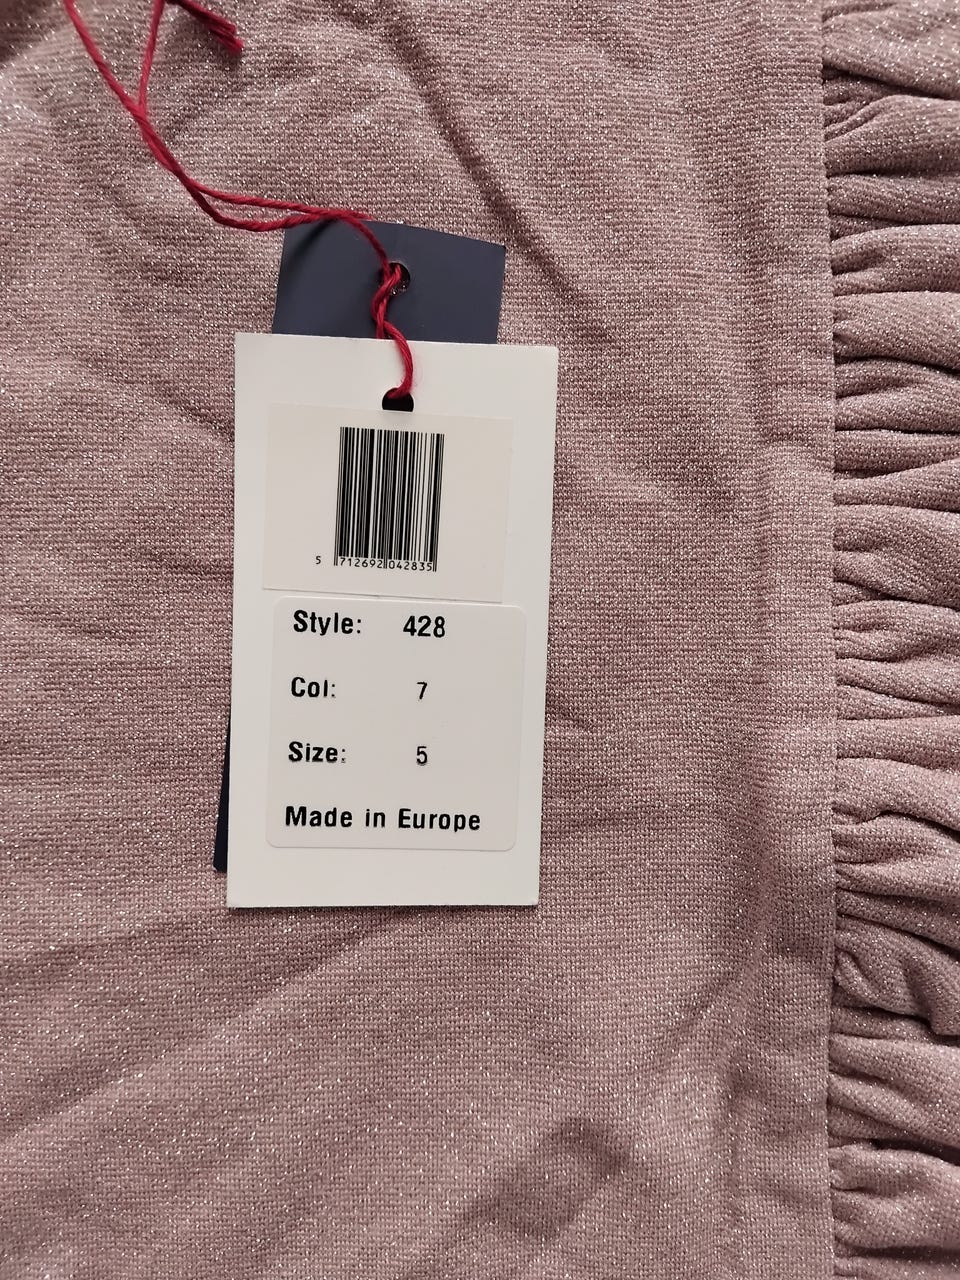 5 712692 042835
Style: 428
Col: 7
Size: 5
Made in Europe